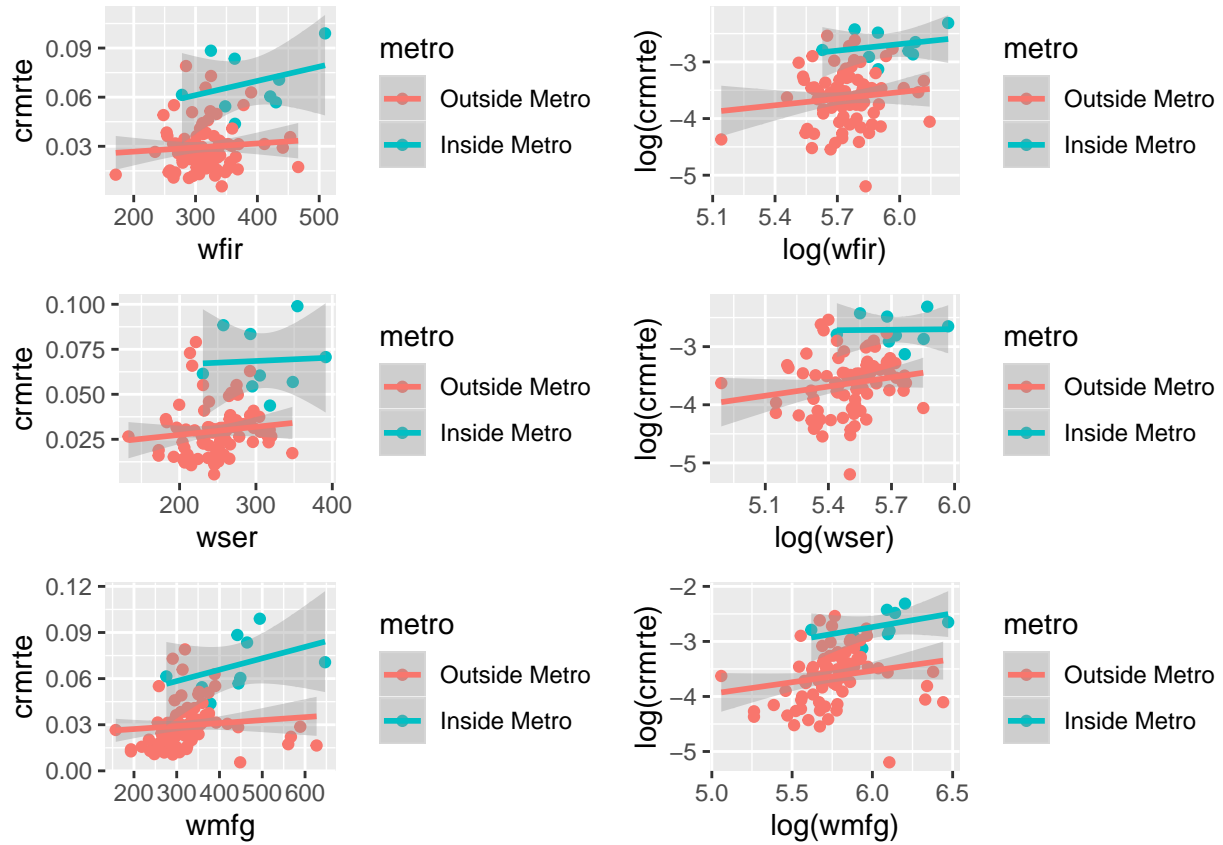 0.09
0.06
0.03
200 300 400 500
wfir
crmrte
metro
Outside Metro
Inside Metro
−3
−4
−5
5.1 5.4 5.7 6.0
log(wfir)
log(crmrte)
metro
Outside Metro
Inside Metro
0.100
0.075
0.050
0.025
200 300 400
wser
crmrte
metro
Outside Metro
Inside Metro
−3
−4
−5
5.1 5.4 5.7 6.0
log(wser)
log(crmrte)
metro
Outside Metro
Inside Metro
0.12
0.09
0.06
0.03
0.00
200 300 400 500 600
wmfg
crmrte
metro
Outside Metro
Inside Metro
−2
−3
−4
−5
5.0 5.5 6.0 6.5
log(wmfg)
log(crmrte)
metro
Outside Metro
Inside Metro